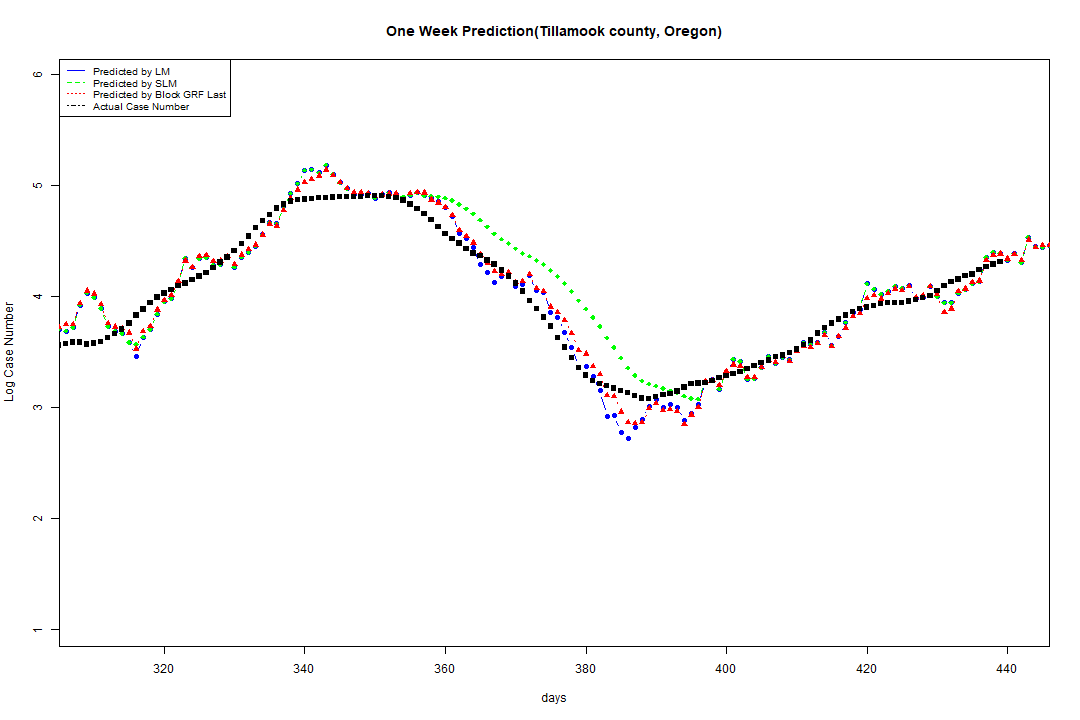 One Week Prediction(Tillamook county, Oregon)
Predicted by LM
Predicted by SLM
Predicted by Block GRF Last
Actual Case Number
6
5
4
3
2
1
Log Case Number
320 340 360 380 400 420 440
days